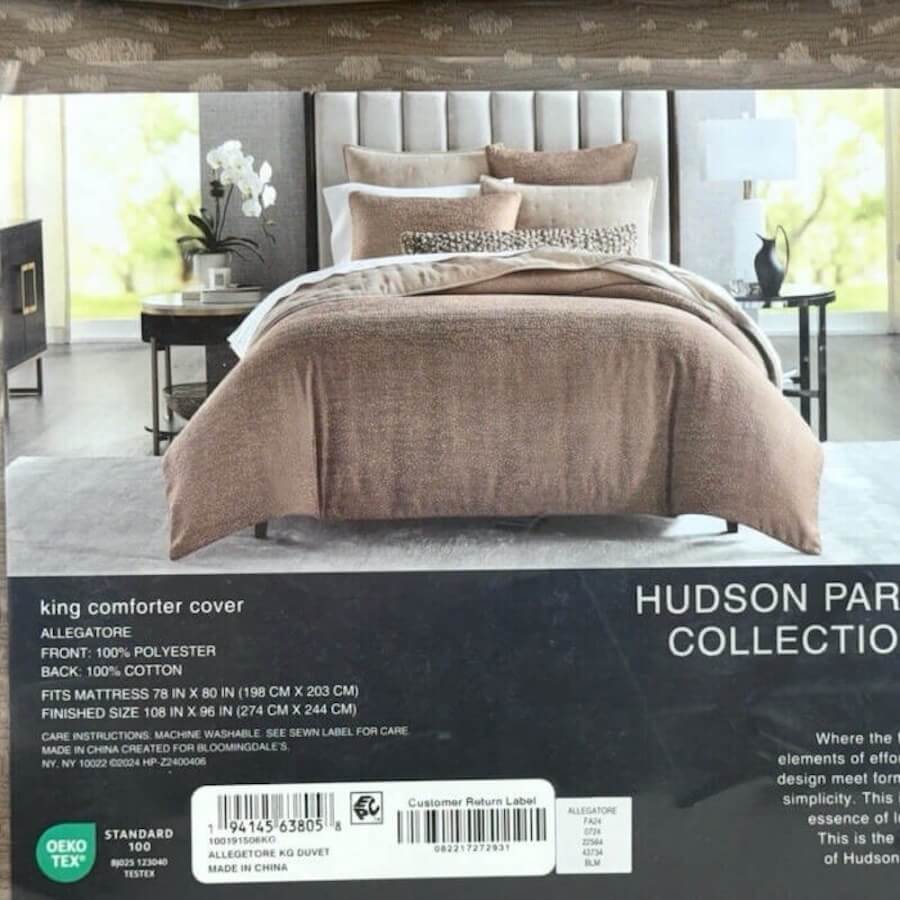 king comforter cover
ALLEGATORE
FRONT: 100% POLYESTER
BACK: 100% COTTON
FITS MATTRESS 78 IN X 80 IN (198 CM X 203 CM)
FINISHED SIZE 108 IN X 96 IN (274 CM X 244 CM)
CARE INSTRUCTIONS: MACHINE WASHABLE. SEE SEWN LABEL FOR CARE.
MADE IN CHINA CREATED FOR BLOOMINGDALE'S,
NY, NY 10022 ©2024 HP-Z2400406
HUDSON PAR
COLLECTIO
Where the
elements of effo
design meet form
simplicity. This
essence of
This is the
of Hudson
OEKO
TEX®
STANDARD
100
BJ025 123040
TESTEX
1 94145 63805 8
100191506KG
ALLEGETORE KG DUVET
MADE IN CHINA
Customer Return Label
082217272931
ALLEGATORE
FA24
0724
22564
43734
BLM